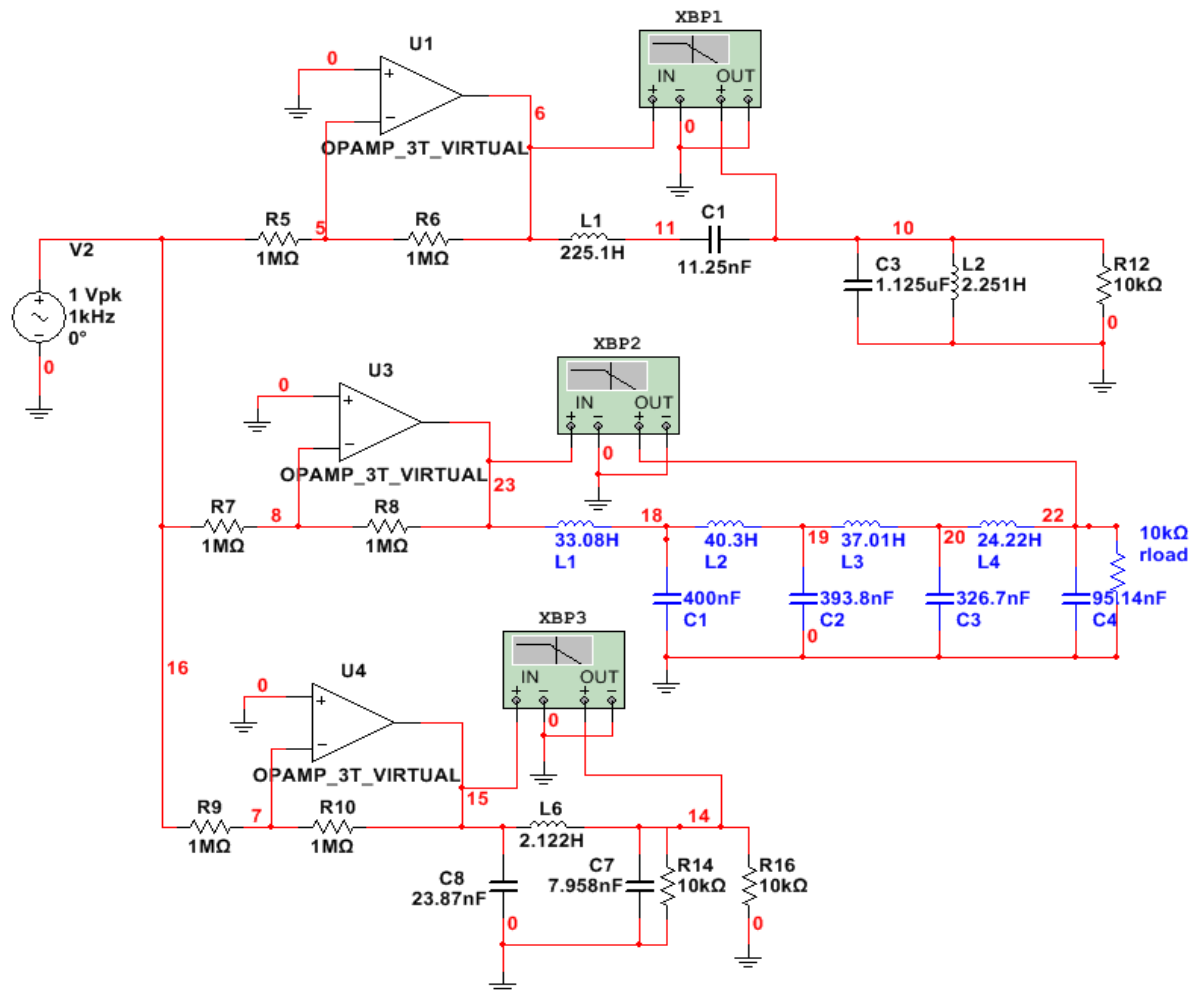 XBP1
U1
0
+
IN OUT
+ − + −
6
0
−
OPAMP_3T_VIRTUAL
R5
5
R6
L1
11
C1
10
V2
1MΩ
1MΩ
225.1H
11.25nF
C3
1.125uF
L2
2.251H
R12
10kΩ
+
1 Vpk
1kHz
0°
−
0
0
XBP2
U3
0
+
IN OUT
+ − + −
0
−
OPAMP_3T_VIRTUAL
23
R7
8
R8
18
19
20
22
1MΩ
1MΩ
33.08H
L1
40.3H
L2
37.01H
L3
24.22H
L4
10kΩ
rload
400nF
C1
393.8nF
C2
0
326.7nF
C3
95.14nF
C4
XBP3
16
U4
0
+
IN OUT
+ − + −
0
−
OPAMP_3T_VIRTUAL
15
R9
7
R10
L6
14
1MΩ
1MΩ
2.122H
C8
23.87nF
0
C7
7.958nF
R14
10kΩ
R16
10kΩ
0